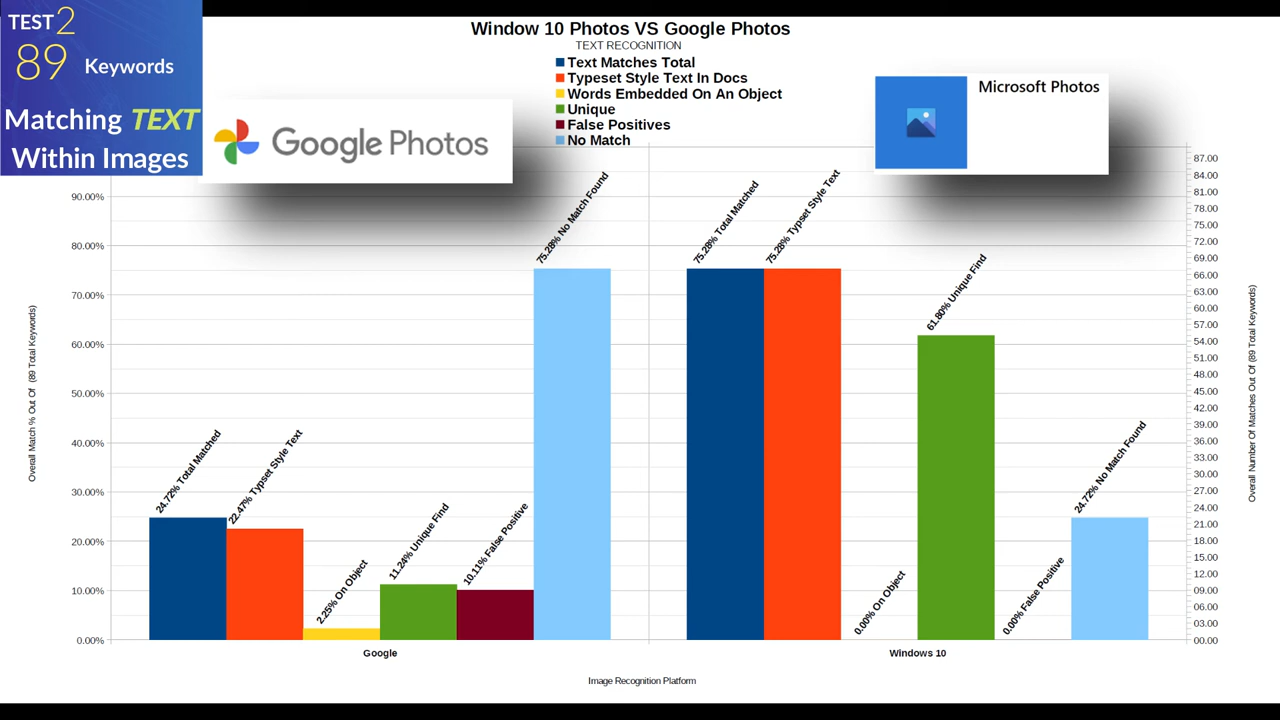 TEST2
89 Keywords
Matching TEXT
Within Images
Google Photos
Window 10 Photos VS Google Photos
TEXT RECOGNITION
Text Matches Total
Typeset Style Text In Docs
Words Embedded On An Object
Unique
False Positives
No Match
Microsoft Photos
Overall Match % Out Of (89 Total Keywords)
90.00%
80.00%
70.00%
60.00%
50.00%
40.00%
30.00%
20.00%
10.00%
0.00%
24.72% Total Matched
22.47% Typset Style Text
2.25% On Object
11.24% Unique Find
10.11% False Positive
75.28% No Match Found
75.28% Total Matched
75.28% Typset Style Text
0.00% On Object
61.80% Unique Find
0.00% False Positive
24.72% No Match Found
87.00
84.00
81.00
78.00
75.00
72.00
69.00
66.00
63.00
60.00
57.00
54.00
51.00
48.00
45.00
42.00
39.00
36.00
33.00
30.00
27.00
24.00
21.00
18.00
15.00
12.00
09.00
06.00
03.00
00.00
Overall Number Of Matches Out Of (89 Total Keywords)
Google
Windows 10
Image Recognition Platform